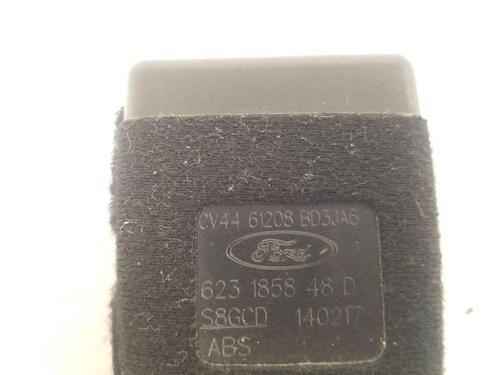 CV44 61208 BD3JA6
Ford
623 1858 48 D
S8GCD 140217
ABS